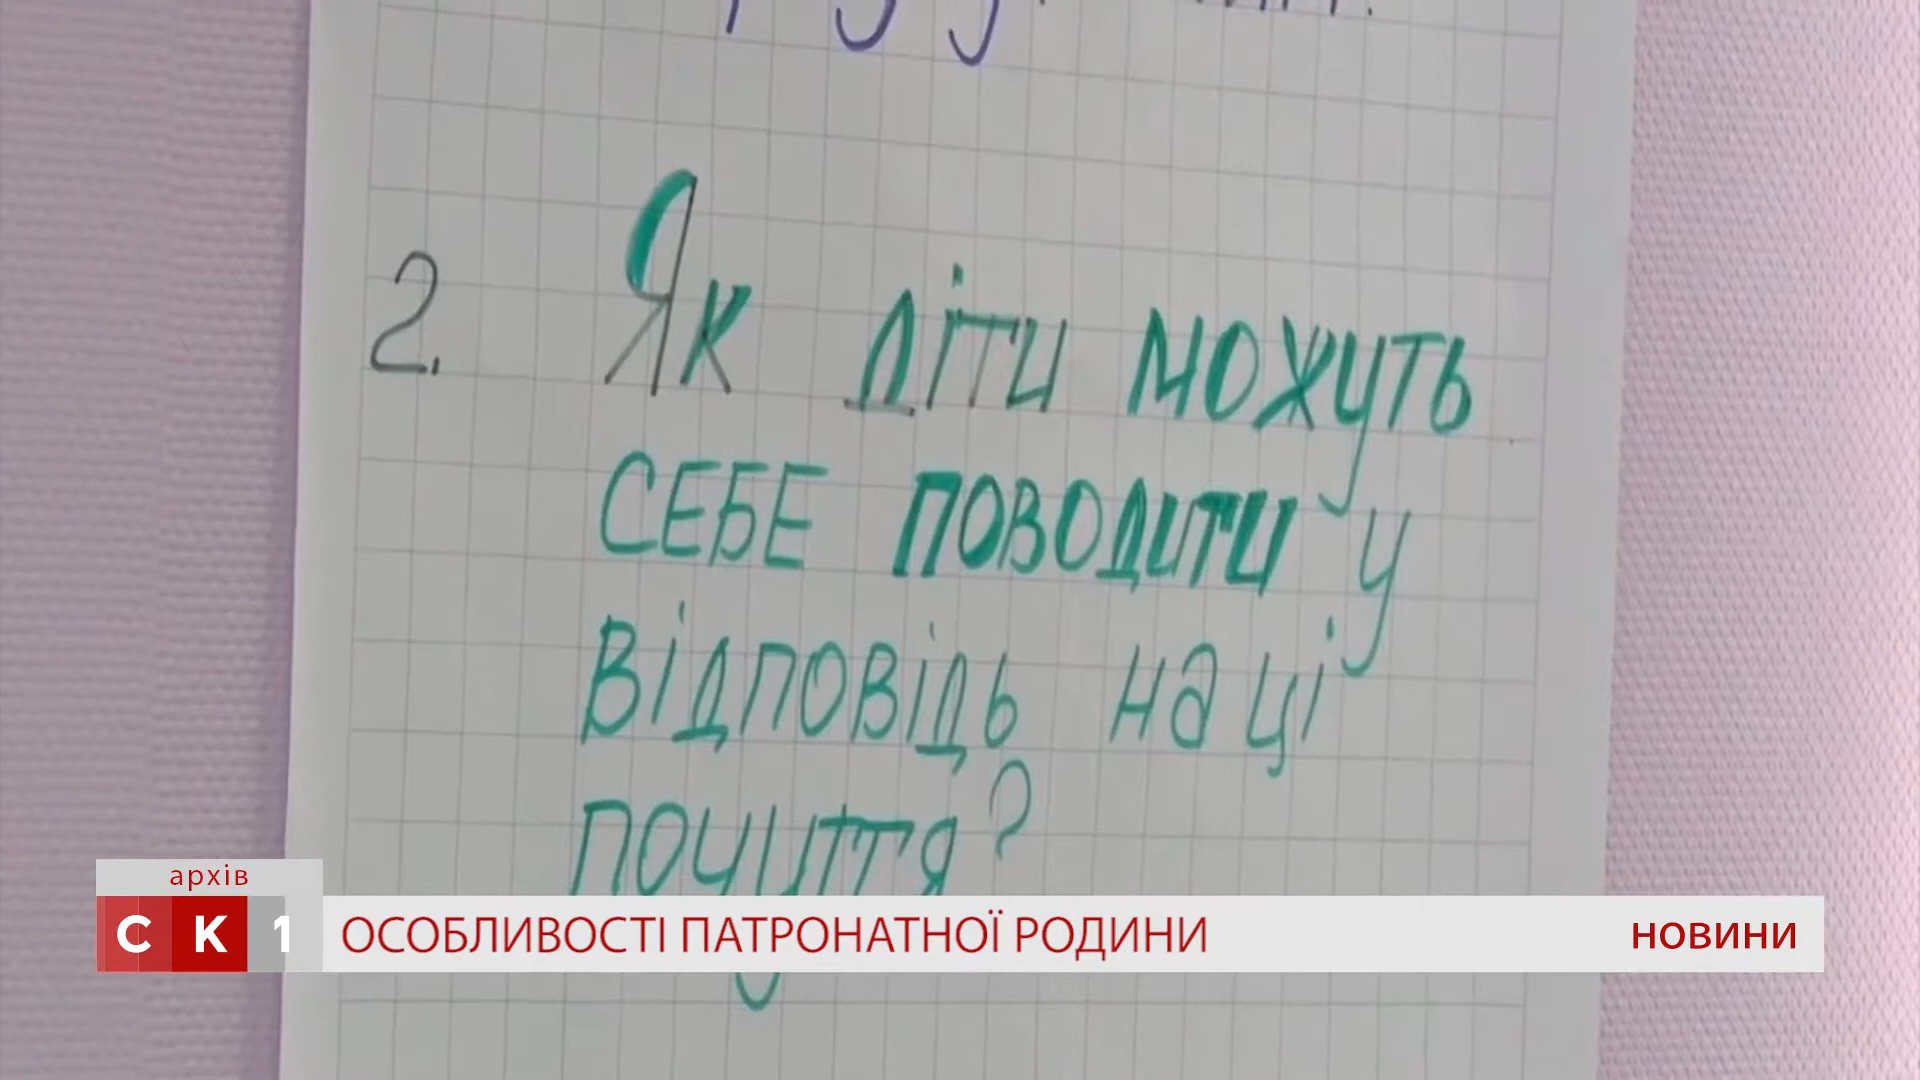 2. Як діти можуть
СЕБЕ ПОВОДИТИ у
відповідь на ці
почуття?
архів
СК1
ОСОБЛИВОСТІ ПАТРОНАТНОЇ РОДИНИ
НОВИНИ